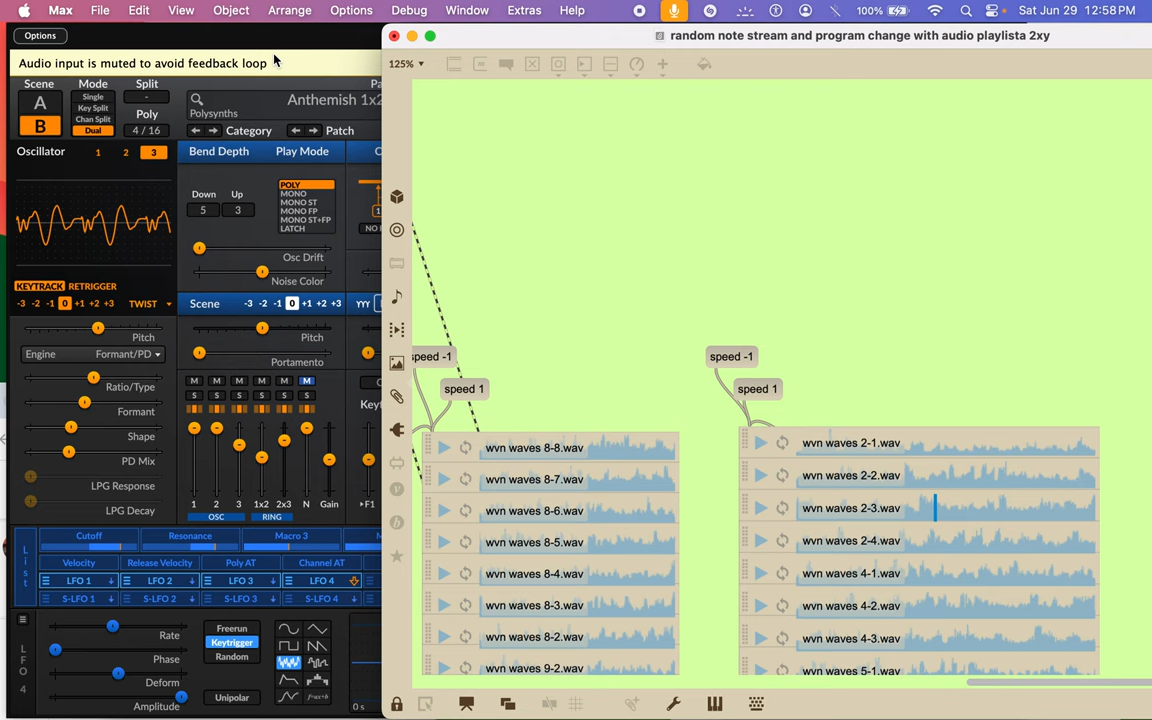 Max File Edit View Object Arrange Options Debug Window Extras Help 100% Sat Jun 29 12:58 PM
Options
Audio input is muted to avoid feedback loop
random note stream and program change with audio playlista 2xy
125%
Scene Mode Split
A
B
Single
Key Split
Chan Split
Dual
-
Poly
4 / 16
Pa
Anthemish 1x2
Polysynths
Category Patch
Oscillator 1 2 3
Bend Depth Play Mode
Down Up
5 3
POLY
MONO
MONO ST
MONO FP
MONO ST+FP
LATCH
Osc Drift
Noise Color
KEYTRACK RETRIGGER
-3 -2 -1 0 +1 +2 +3 TWIST
Scene -3 -2 -1 0 +1 +2 +3
Pitch
Pitch
Portamento
Engine Formant/PD
Ratio/Type
Formant
Shape
PD Mix
LPG Response
LPG Decay
M M M M M M
S S S S S S
Keyt
1 2 3 1x2 2x3 N Gain
F1
OSC RING
List
Cutoff Resonance Macro 3 M
Velocity Release Velocity Poly AT Channel AT
LFO 1 LFO 2 LFO 3 LFO 4
S-LFO 1 S-LFO 2 S-LFO 3 S-LFO 4
LFO 4
Rate
Phase
Deform
Amplitude
Freerun
Keytrigger
Random
Unipolar
0 s
speed -1
speed 1
wvn waves 8-8.wav
wvn waves 8-7.wav
wvn waves 8-6.wav
wvn waves 8-5.wav
wvn waves 8-4.wav
wvn waves 8-3.wav
wvn waves 8-2.wav
wvn waves 9-2.wav
speed -1
speed 1
wvn waves 2-1.wav
wvn waves 2-2.wav
wvn waves 2-3.wav
wvn waves 2-4.wav
wvn waves 4-1.wav
wvn waves 4-2.wav
wvn waves 4-3.wav
wvn waves 5-1.wav